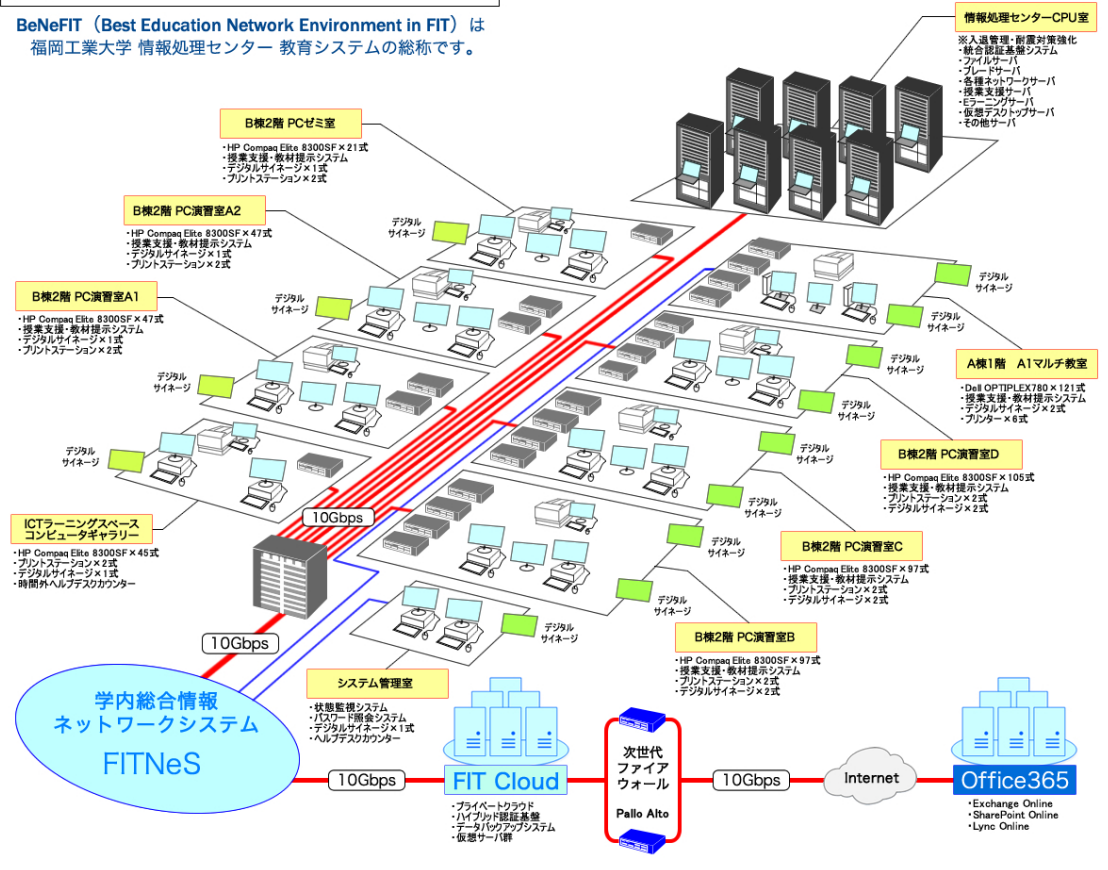 BeNeFIT（Best Education Network Environment in FIT）は
福岡工業大学 情報処理センター 教育システムの総称です。
情報処理センターCPU室
※入退管理・耐震対策強化
・統合認証基盤システム
・ファイルサーバ
・ブレードサーバ
・各種ネットワークサーバ
・授業支援サーバ
・Eラーニングサーバ
・仮想デスクトップサーバ
・その他サーバ
B棟2階 PCゼミ室
・HP Compaq Elite 8300SF×21式
・授業支援・教材提示システム
・デジタルサイネージ×1式
・プリントステーション×2式
デジタル
サイネージ
B棟2階 PC演習室A2
・HP Compaq Elite 8300SF×47式
・授業支援・教材提示システム
・デジタルサイネージ×1式
・プリントステーション×2式
デジタル
サイネージ
B棟2階 PC演習室A1
・HP Compaq Elite 8300SF×47式
・授業支援・教材提示システム
・デジタルサイネージ×1式
・プリントステーション×2式
デジタル
サイネージ
デジタル
サイネージ
ICTラーニングスペース
コンピュータギャラリー
・HP Compaq Elite 8300SF×45式
・プリントステーション×2式
・デジタルサイネージ×1式
・時間外ヘルプデスクカウンター
デジタル
サイネージ
デジタル
サイネージ
A棟1階　A1マルチ教室
・Dell OPTIPLEX780×121式
・授業支援・教材提示システム
・デジタルサイネージ×2式
・プリンター×6式
デジタル
サイネージ
デジタル
サイネージ
B棟2階 PC演習室D
・HP Compaq Elite 8300SF×105式
・授業支援・教材提示システム
・プリントステーション×2式
・デジタルサイネージ×2式
デジタル
サイネージ
デジタル
サイネージ
B棟2階 PC演習室C
・HP Compaq Elite 8300SF×97式
・授業支援・教材提示システム
・プリントステーション×2式
・デジタルサイネージ×2式
デジタル
サイネージ
デジタル
サイネージ
B棟2階 PC演習室B
・HP Compaq Elite 8300SF×97式
・授業支援・教材提示システム
・プリントステーション×2式
・デジタルサイネージ×2式
デジタル
サイネージ
システム管理室
・状態監視システム
・パスワード照会システム
・デジタルサイネージ×1式
・ヘルプデスクカウンター
10Gbps
10Gbps
学内総合情報
ネットワークシステム
FITNeS
10Gbps
FIT Cloud
・プライベートクラウド
・ハイブリッド認証基盤
・データバックアップシステム
・仮想サーバ群
次世代
ファイア
ウォール
Pallo Alto
10Gbps
Internet
Office365
・Exchange Online
・SharePoint Online
・Lync Online